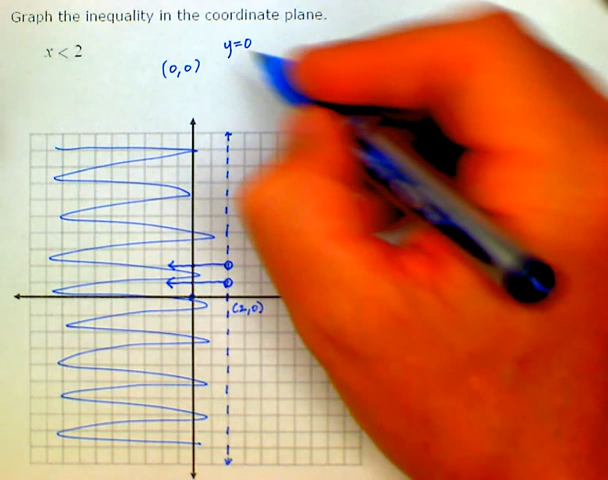 Graph the inequality in the coordinate plane.
x < 2
y=0
(0,0)
(2,0)